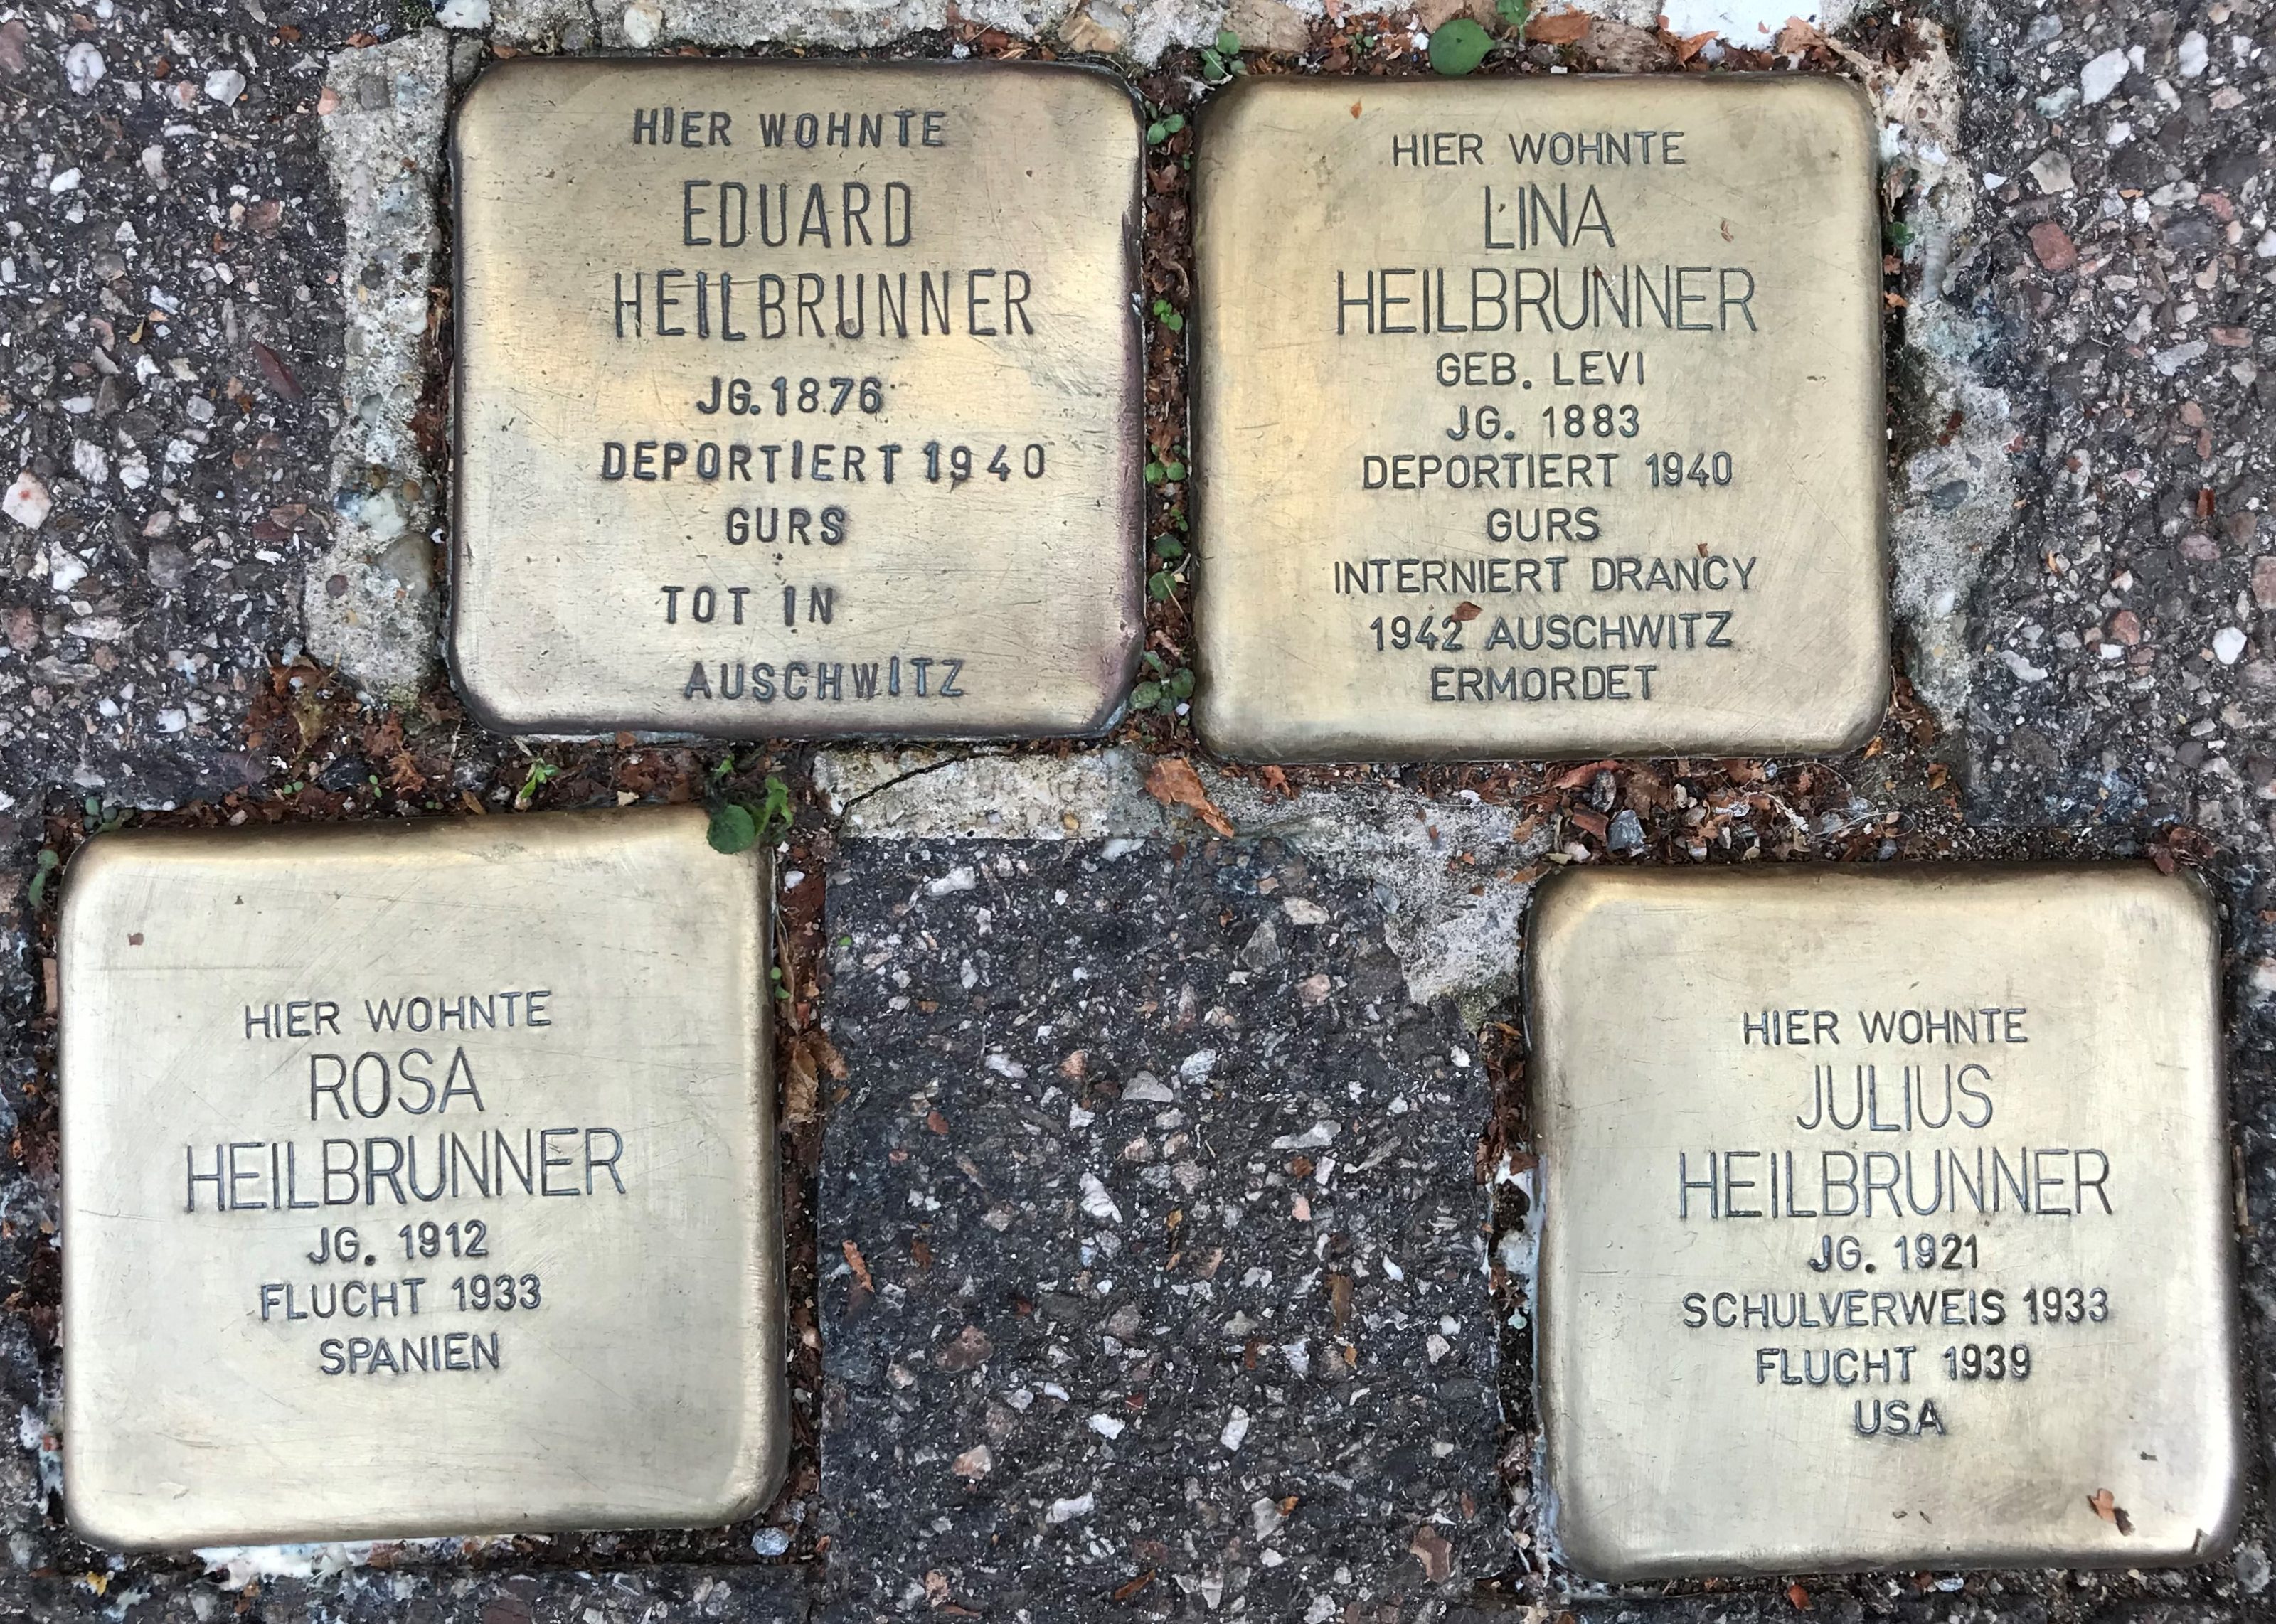 HIER WOHNTE
EDUARD
HEILBRUNNER
JG.1876
DEPORTIERT 1940
GURS
TOT IN
AUSCHWITZ
HIER WOHNTE
LINA
HEILBRUNNER
GEB. LEVI
JG. 1883
DEPORTIERT 1940
GURS
INTERNIERT DRANCY
1942 AUSCHWITZ
ERMORDET
HIER WOHNTE
ROSA
HEILBRUNNER
JG. 1912
FLUCHT 1933
SPANIEN
HIER WOHNTE
JULIUS
HEILBRUNNER
JG. 1921
SCHULVERWEIS 1933
FLUCHT 1939
USA